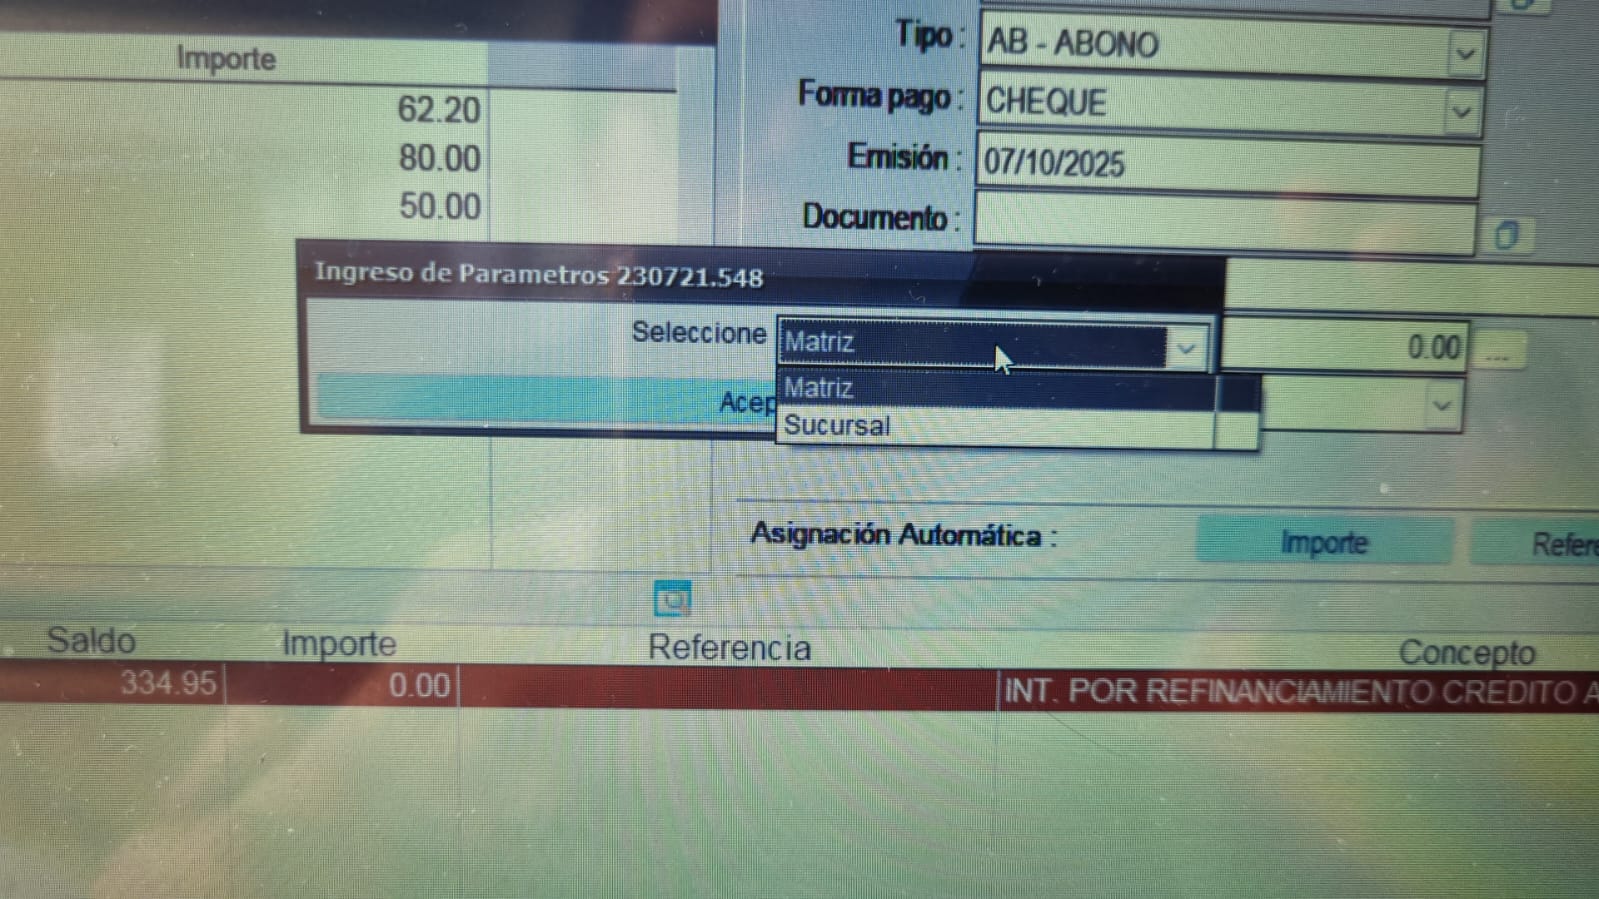 Importe
62.20
80.00
50.00
Tipo : AB - ABONO
Forma pago : CHEQUE
Emisión : 07/10/2025
Documento :
Ingreso de Parametros 230721.548
Seleccione Matriz
Matriz
Sucursal
Acep
0.00 ...
Asignación Automática : Importe Refere
Saldo Importe Referencia Concepto
334.95 0.00 INT. POR REFINANCIAMIENTO CREDITO A